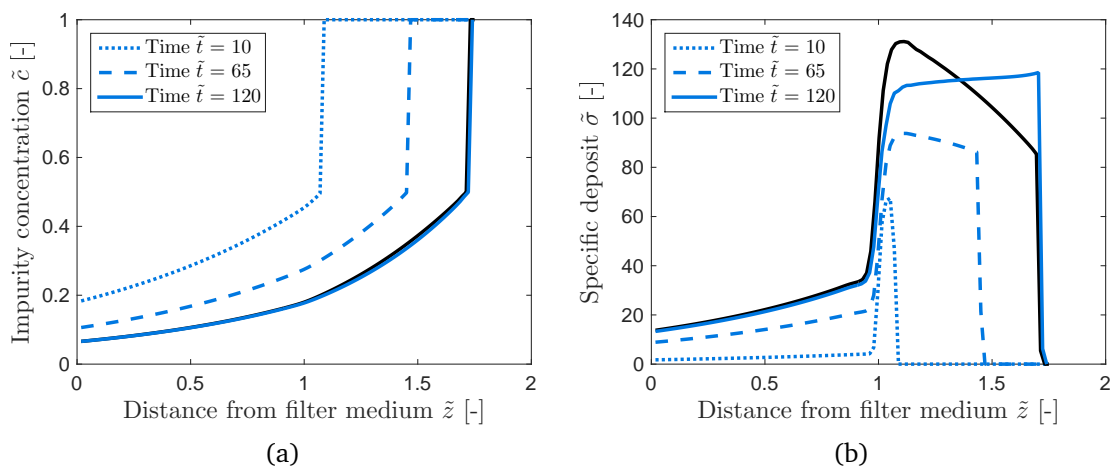 Impurity concentration c̃ [-]
1
0.8
0.6
0.4
0.2
0
Time t̃ = 10
Time t̃ = 65
Time t̃ = 120
0 0.5 1 1.5 2
Distance from filter medium z̃ [-]
(a)
Specific deposit σ̃ [-]
140
120
100
80
60
40
20
0
Time t̃ = 10
Time t̃ = 65
Time t̃ = 120
0 0.5 1 1.5 2
Distance from filter medium z̃ [-]
(b)